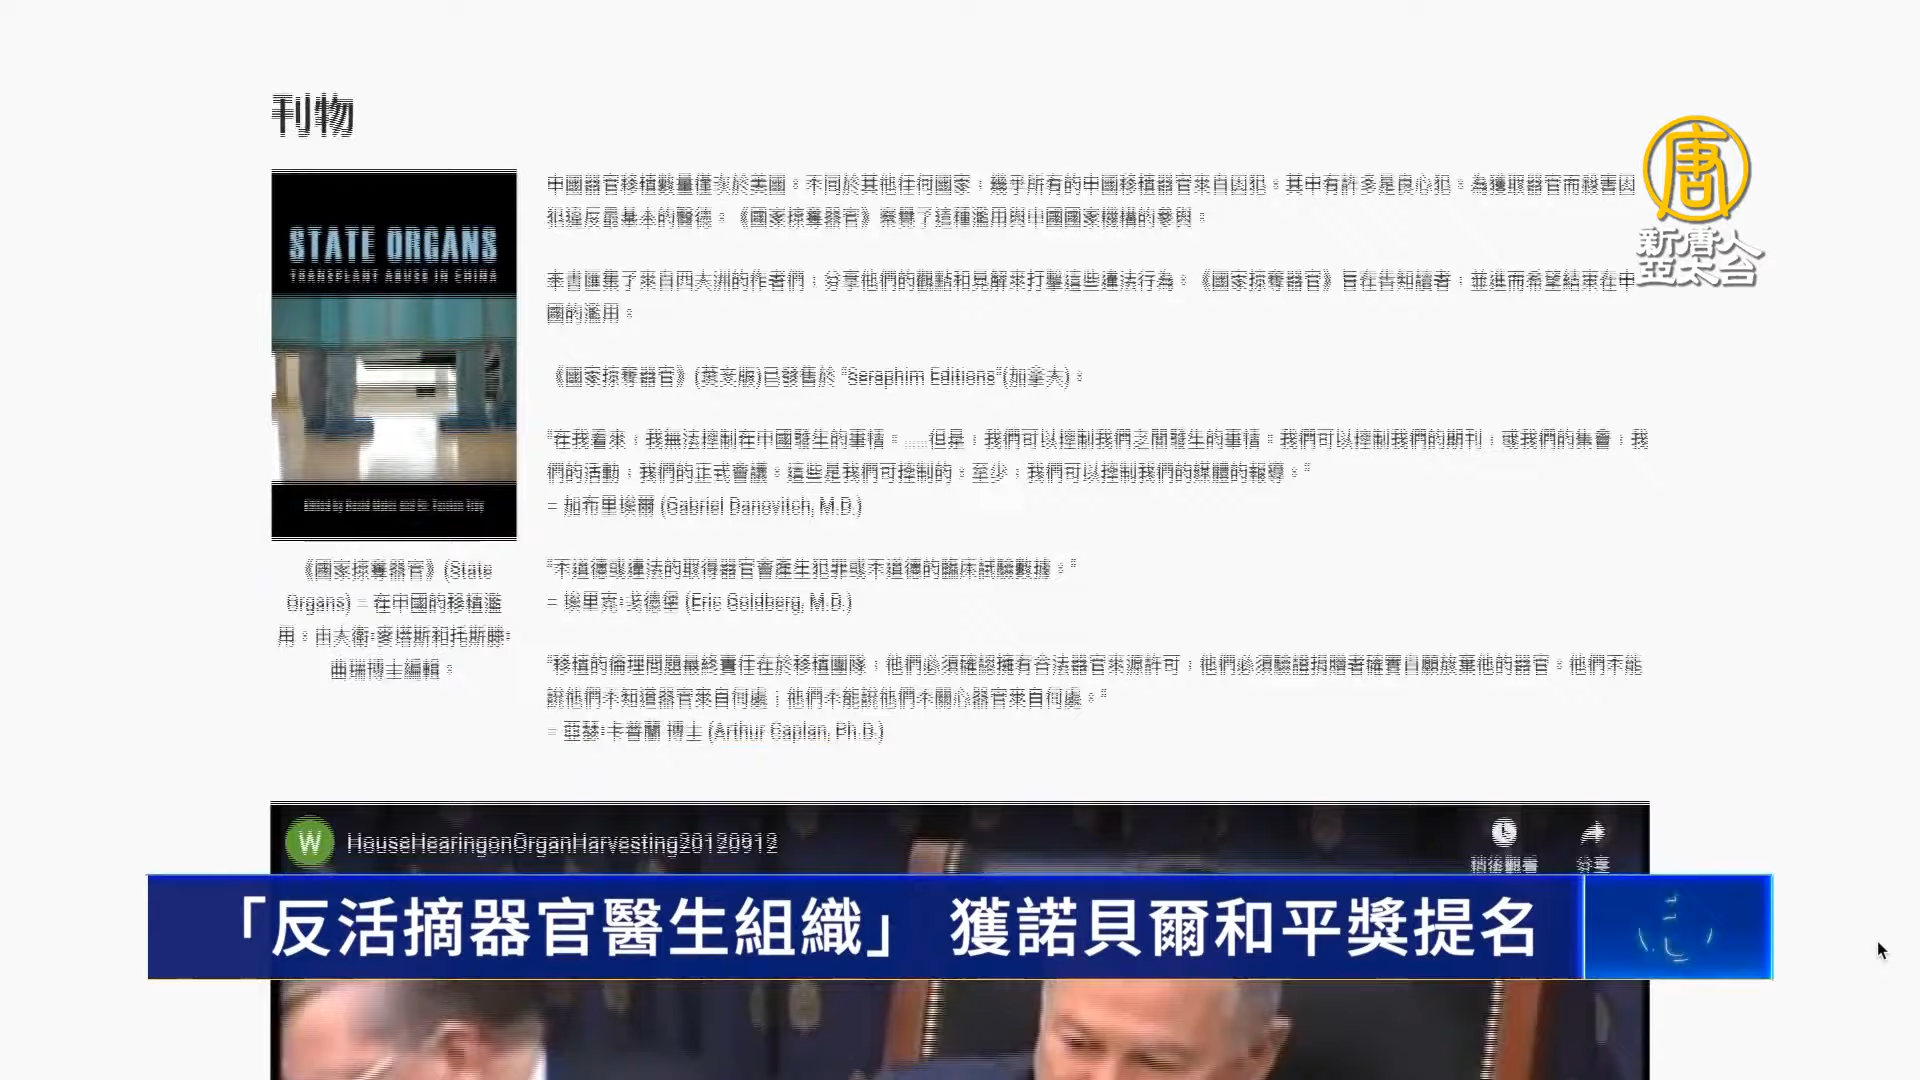 刊物
STATE ORGANS
TRANSPLANT ABUSE IN CHINA
《國家掠奪器官》(State
Organs) – 在中國的移植濫
用。由大衛·麥塔斯和托斯滕·
曲瑞博士編輯。
中國器官移植數量僅次於美國。不同於其他任何國家，幾乎所有的中國移植器官來自囚犯。其中有許多是良心犯。為獲取器官而殺害囚
犯違反最基本的醫德。《國家掠奪器官》察覺了這種濫用與中國國家機構的參與。
本書匯集了來自四大洲的作者們，分享他們的觀點和見解來打擊這些違法行為。《國家掠奪器官》旨在告知讀者，並進而希望結束在中
國的濫用。
《國家掠奪器官》(英文版)已發售於 "Seraphim Editions"(加拿大)。
"在我看來，我無法控制在中國發生的事情。......但是，我們可以控制我們之間發生的事情。我們可以控制我們的期刊，或我們的集會，我
們的活動，我們的正式會議。這些是我們可控制的。至少，我們可以控制我們的媒體的報導。"
– 加布里埃爾 (Gabriel Danovitch, M.D.)
"不道德或違法的取得器官會產生犯罪或不道德的臨床試驗數據。"
– 埃里克·戈德堡 (Eric Goldberg, M.D.)
"移植的倫理問題最終責任在於移植團隊，他們必須確認擁有合法器官來源許可，他們必須驗證捐贈者確實自願放棄他的器官。他們不能
說他們不知道器官來自何處；他們不能說他們不關心器官來自何處。"
– 亞瑟·卡普蘭 博士 (Arthur Caplan, Ph.D.)
唐
新唐人
亞太台
W HouseHearingonOrganHarvesting20120912
稍後觀看 分享
「反活摘器官醫生組織」 獲諾貝爾和平獎提名